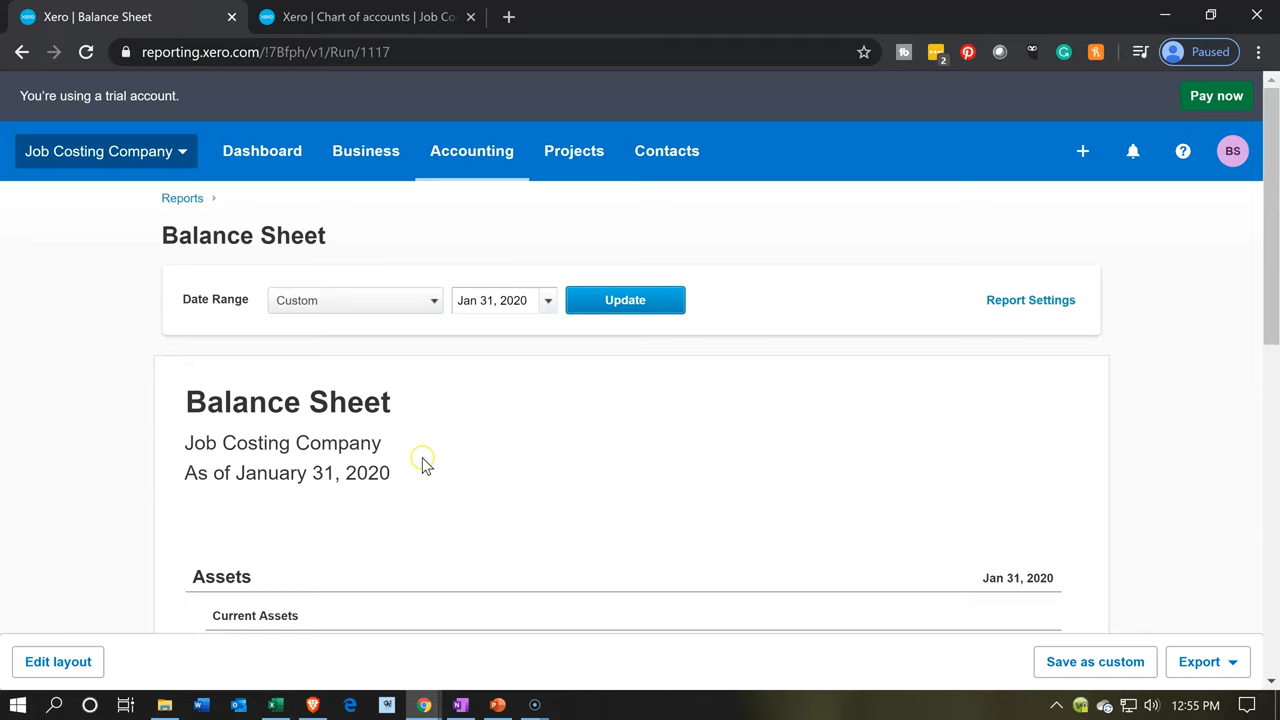 Xero | Balance Sheet
Xero | Chart of accounts | Job Co
reporting.xero.com/!7Bfph/v1/Run/1117
2
Paused
You're using a trial account.
Pay now
Job Costing Company
Dashboard
Business
Accounting
Projects
Contacts
BS
Reports
Balance Sheet
Date Range
Custom
Jan 31, 2020
Update
Report Settings
Balance Sheet
Job Costing Company
As of January 31, 2020
Assets
Jan 31, 2020
Current Assets
Edit layout
Save as custom
Export
12:55 PM